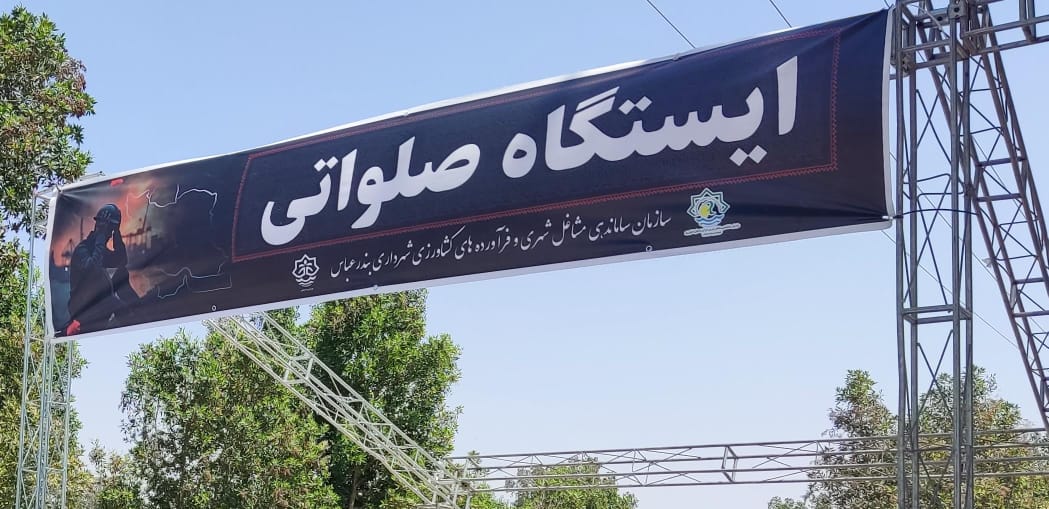 ایستگاه صلواتی
سازمان ساماندهی مشاغل شهری و فرآورده های کشاورزی شهرداری بندرعباس